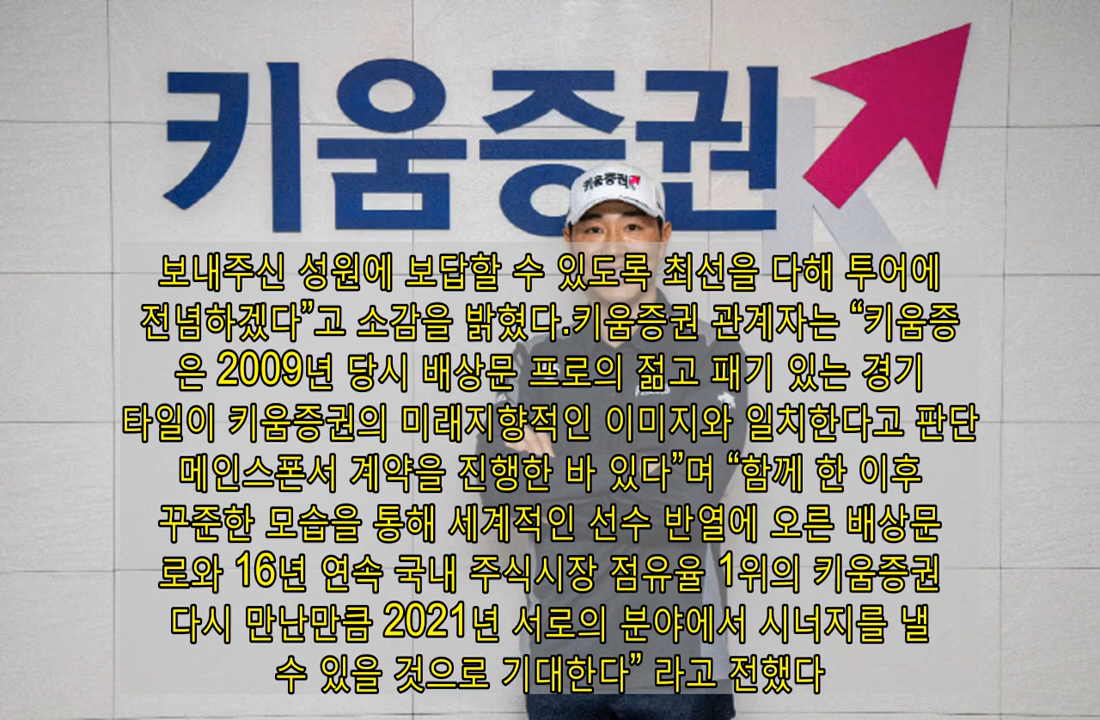 키움증권
키움증권
보내주신 성원에 보답할 수 있도록 최선을 다해 투어에
전념하겠다”고 소감을 밝혔다.키움증권 관계자는 “키움증
은 2009년 당시 배상문 프로의 젊고 패기 있는 경기
타일이 키움증권의 미래지향적인 이미지와 일치한다고 판단
메인스폰서 계약을 진행한 바 있다”며 “함께 한 이후
꾸준한 모습을 통해 세계적인 선수 반열에 오른 배상문
로와 16년 연속 국내 주식시장 점유율 1위의 키움증권
다시 만난만큼 2021년 서로의 분야에서 시너지를 낼
수 있을 것으로 기대한다” 라고 전했다